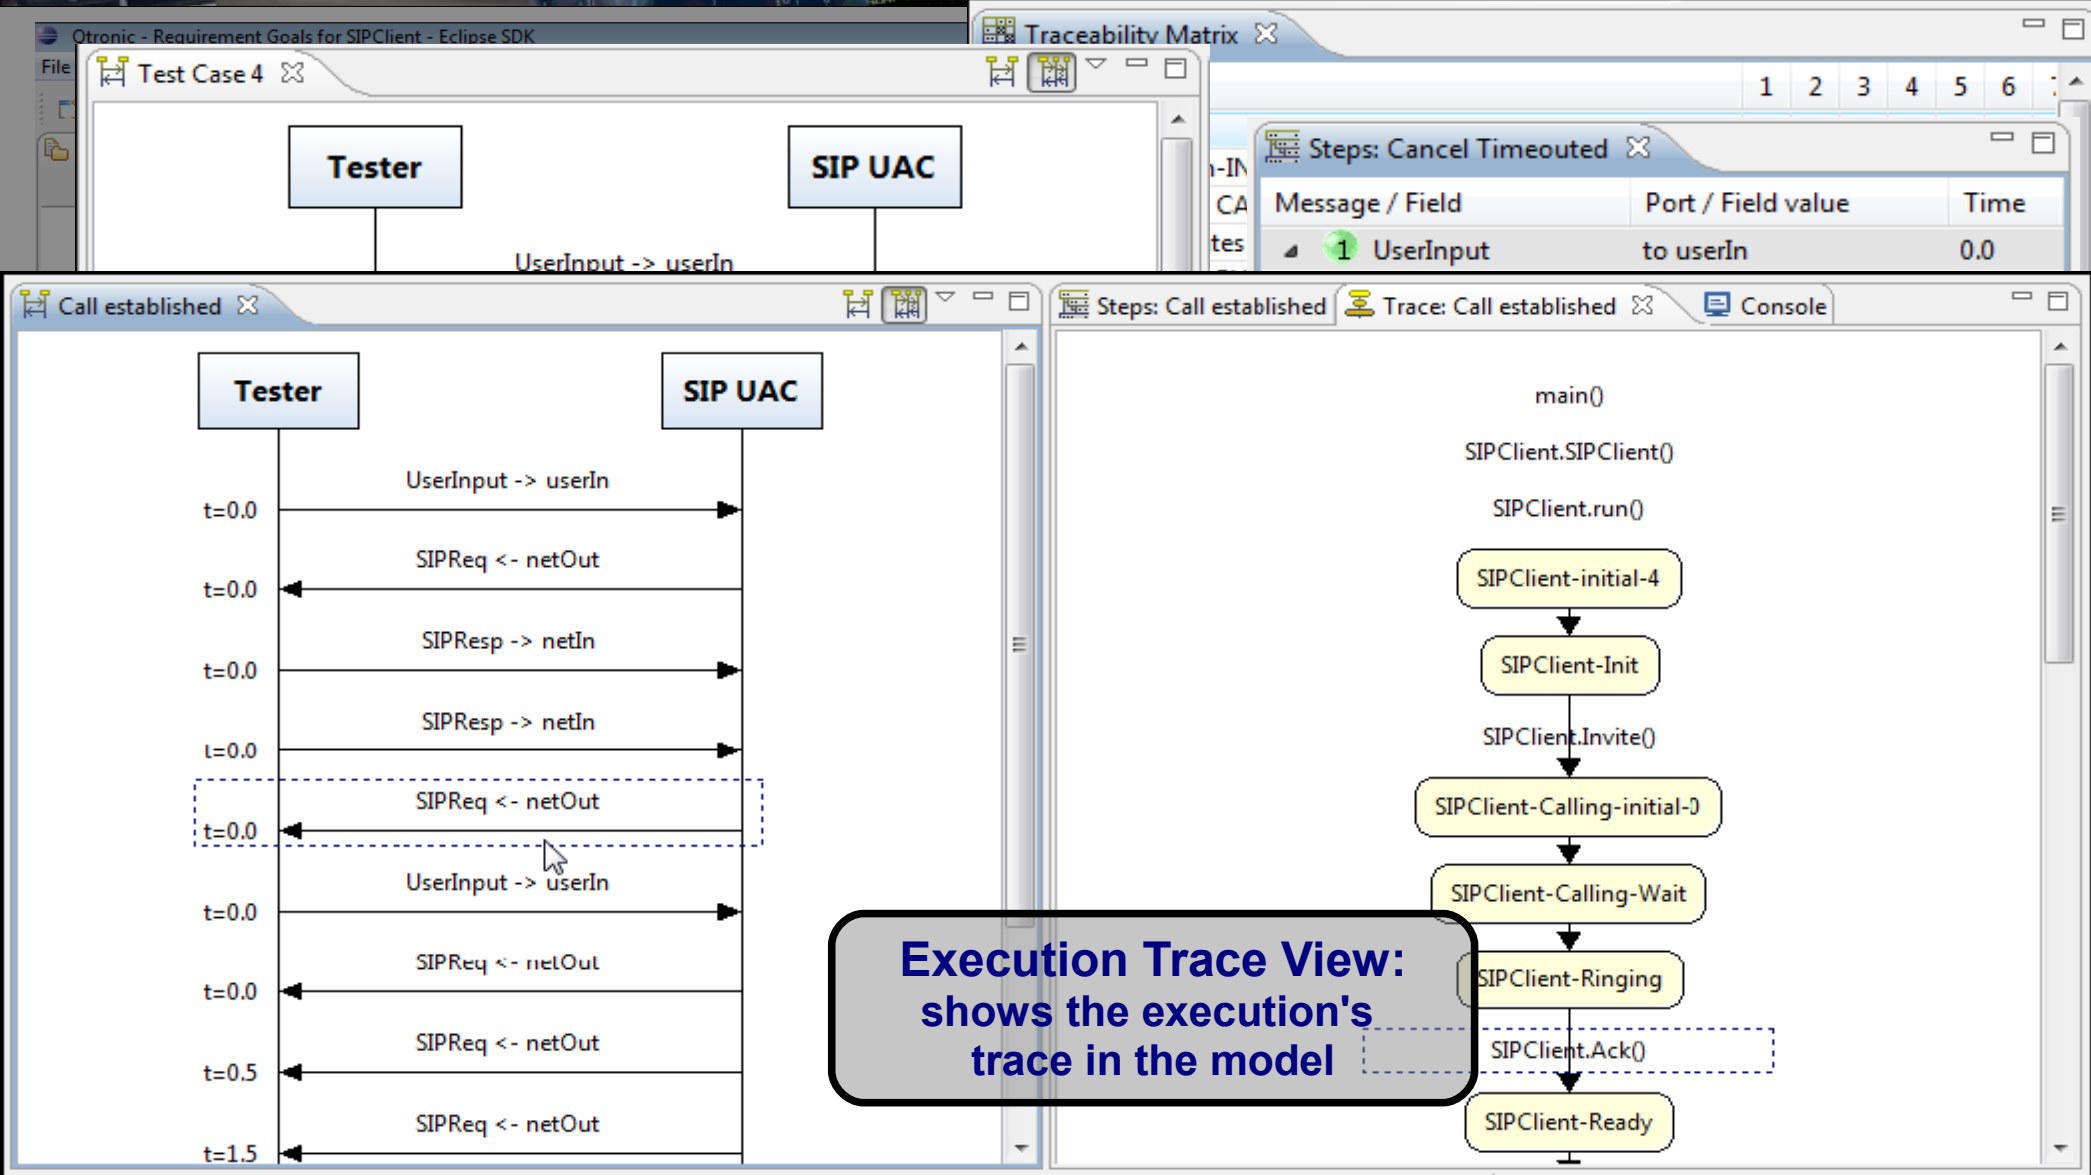 Qtronic - Requirement Goals for SIPClient - Eclipse SDK
File
Traceability Matrix
1 2 3 4 5 6
Test Case 4
Tester
SIP UAC
UserInput -> userIn
CA
tes
Steps: Cancel Timeouted
Message / Field Port / Field value Time
1 UserInput to userIn 0.0
Call established
Tester
SIP UAC
UserInput -> userIn
t=0.0
SIPReq <- netOut
t=0.0
SIPResp -> netIn
t=0.0
SIPResp -> netIn
t=0.0
SIPReq <- netOut
t=0.0
UserInput -> userIn
t=0.0
SIPReq <- netOut
t=0.0
SIPReq <- netOut
t=0.5
SIPReq <- netOut
t=1.5
Steps: Call established
Trace: Call established
Console
main()
SIPClient.SIPClient()
SIPClient.run()
SIPClient-initial-4
SIPClient-Init
SIPClient.Invite()
SIPClient-Calling-initial-0
SIPClient-Calling-Wait
SIPClient-Ringing
SIPClient.Ack()
SIPClient-Ready
Execution Trace View:
shows the execution's
trace in the model